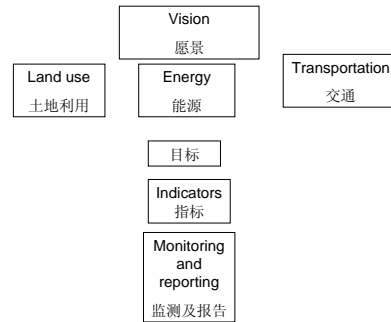 Vision
愿景
Land use
土地利用
Energy
能源
Transportation
交通
目标
Indicators
指标
Monitoring
and
reporting
监测及报告